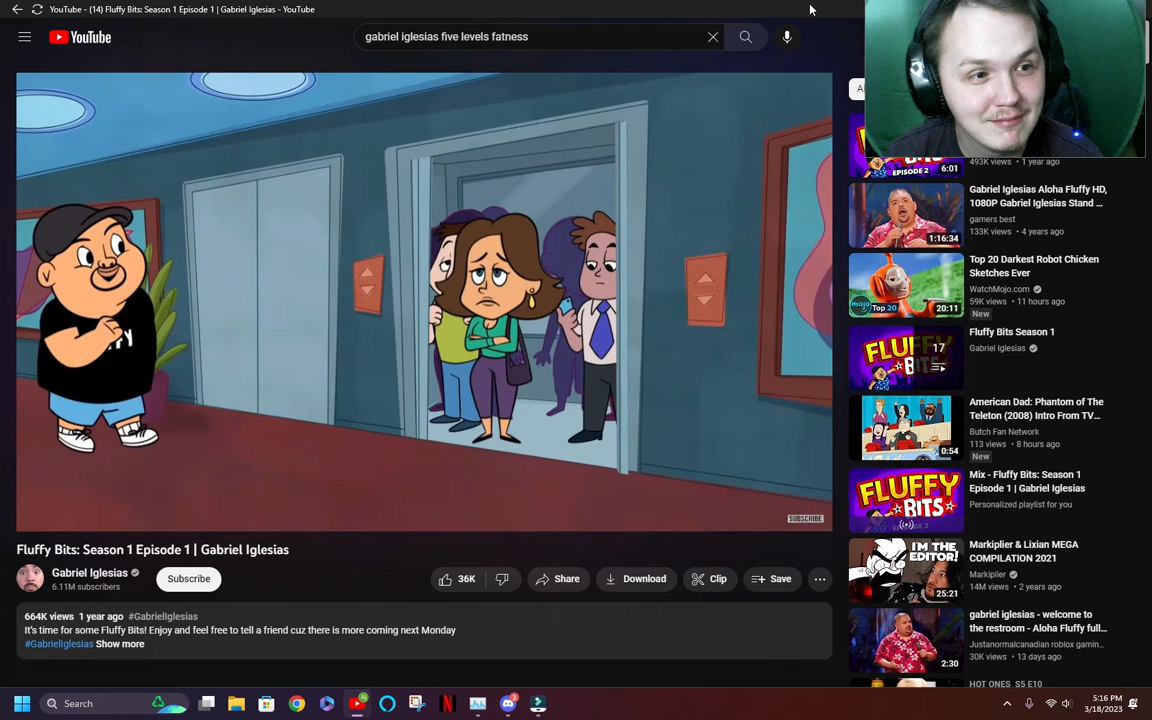 YouTube - (14) Fluffy Bits: Season 1 Episode 1 | Gabriel Iglesias - YouTube
YouTube
gabriel iglesias five levels fatness
SUBSCRIBE
Fluffy Bits: Season 1 Episode 1 | Gabriel Iglesias
Gabriel Iglesias
6.11M subscribers
Subscribe
36K
Share
Download
Clip
Save
664K views 1 year ago #GabrielIglesias
It's time for some Fluffy Bits! Enjoy and feel free to tell a friend cuz there is more coming next Monday
#GabrielIglesias Show more
EPISODE 2
6:01
493K views • 1 year ago
1:16:34
Gabriel Iglesias Aloha Fluffy HD,
1080P Gabriel Iglesias Stand ...
gamers best
133K views • 4 years ago
Top 20
20:11
Top 20 Darkest Robot Chicken
Sketches Ever
WatchMojo.com
59K views • 11 hours ago
New
17
Fluffy Bits Season 1
Gabriel Iglesias
0:54
American Dad: Phantom of The
Teleton (2008) Intro From TV...
Butch Fan Network
113 views • 8 hours ago
New
FLUFFY
BITS
EPISODE 2
Mix - Fluffy Bits: Season 1
Episode 1 | Gabriel Iglesias
Personalized playlist for you
I'M THE
EDITOR!
25:21
Markiplier & Lixian MEGA
COMPILATION 2021
Markiplier
14M views • 2 years ago
2:30
gabriel iglesias - welcome to
the restroom - Aloha Fluffy full...
Justanormalcanadian roblox gamin...
30K views • 13 days ago
HOT ONES S5 E10
Search
3
5:16 PM
3/18/2023